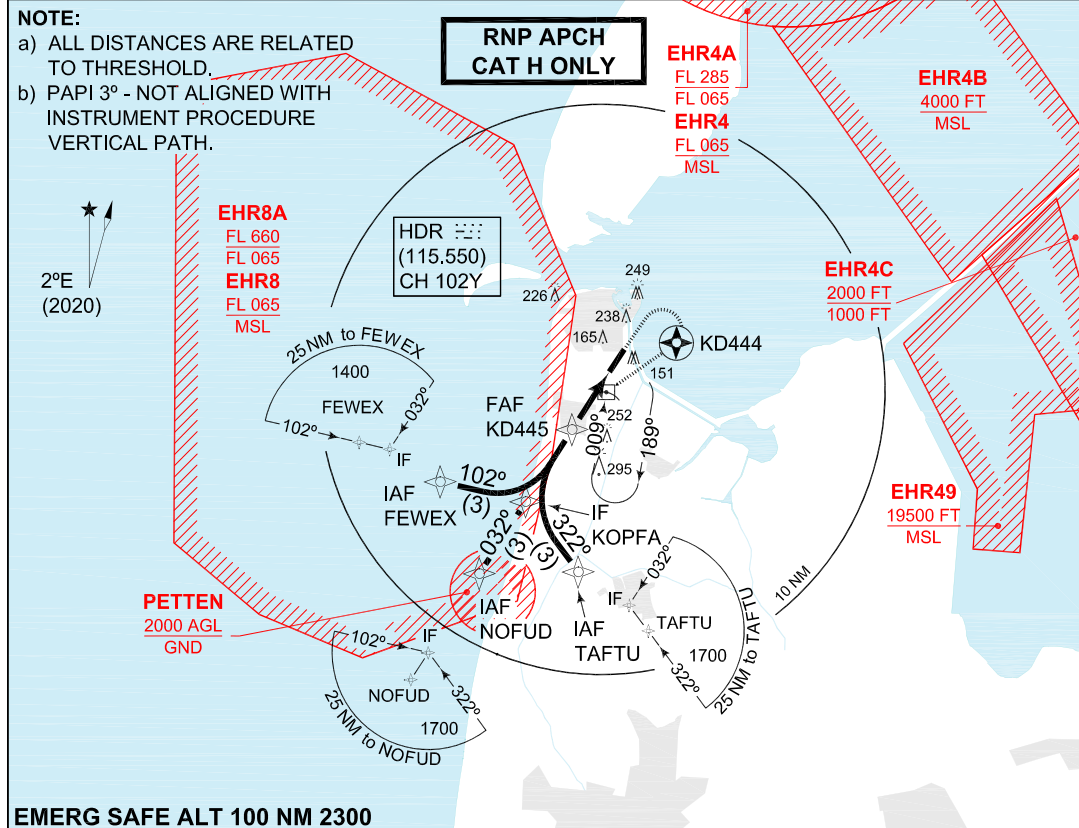 NOTE:
a) ALL DISTANCES ARE RELATED
TO THRESHOLD.
b) PAPI 3º - NOT ALIGNED WITH
INSTRUMENT PROCEDURE
VERTICAL PATH.
RNP APCH
CAT H ONLY
EHR4A
FL 285
FL 065
EHR4
FL 065
MSL
EHR4B
4000 FT
MSL
2ºE
(2020)
EHR8A
FL 660
FL 065
EHR8
FL 065
MSL
HDR
(115.550)
CH 102Y
EHR4C
2000 FT
1000 FT
226
249
238
165
151
KD444
25 NM to FEWEX
1400
FEWEX
102º
032º
IF
FAF
KD445
009º
252
189º
295
102º
(3)
IAF
FEWEX
IF
KOPFA
032º
(3)
322º
(3)
EHR49
19500 FT
MSL
PETTEN
2000 AGL
GND
IAF
NOFUD
IAF
TAFTU
032º
IF
TAFTU
322º
1700
25 NM to TAFTU
10 NM
102º
IF
NOFUD
322º
1700
25 NM to NOFUD
EMERG SAFE ALT 100 NM 2300